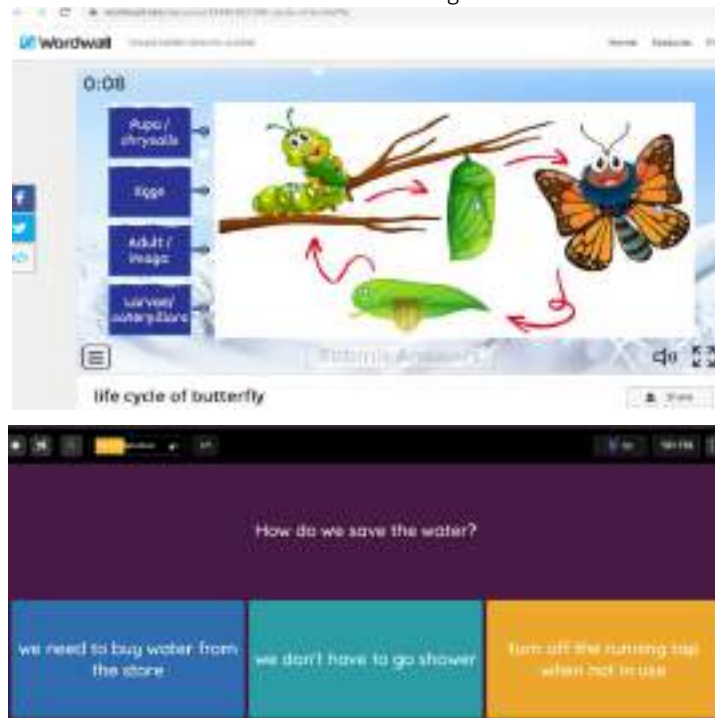 Wordwall
0:08
Pupa /
chrysalis
Eggs
Adult /
Imago
Larvae/
caterpillars
Submit Answers
life cycle of butterfly
Share
How do we save the water?
we need to buy water from
the store
we don't have to go shower
turn off the running tap
when not in use